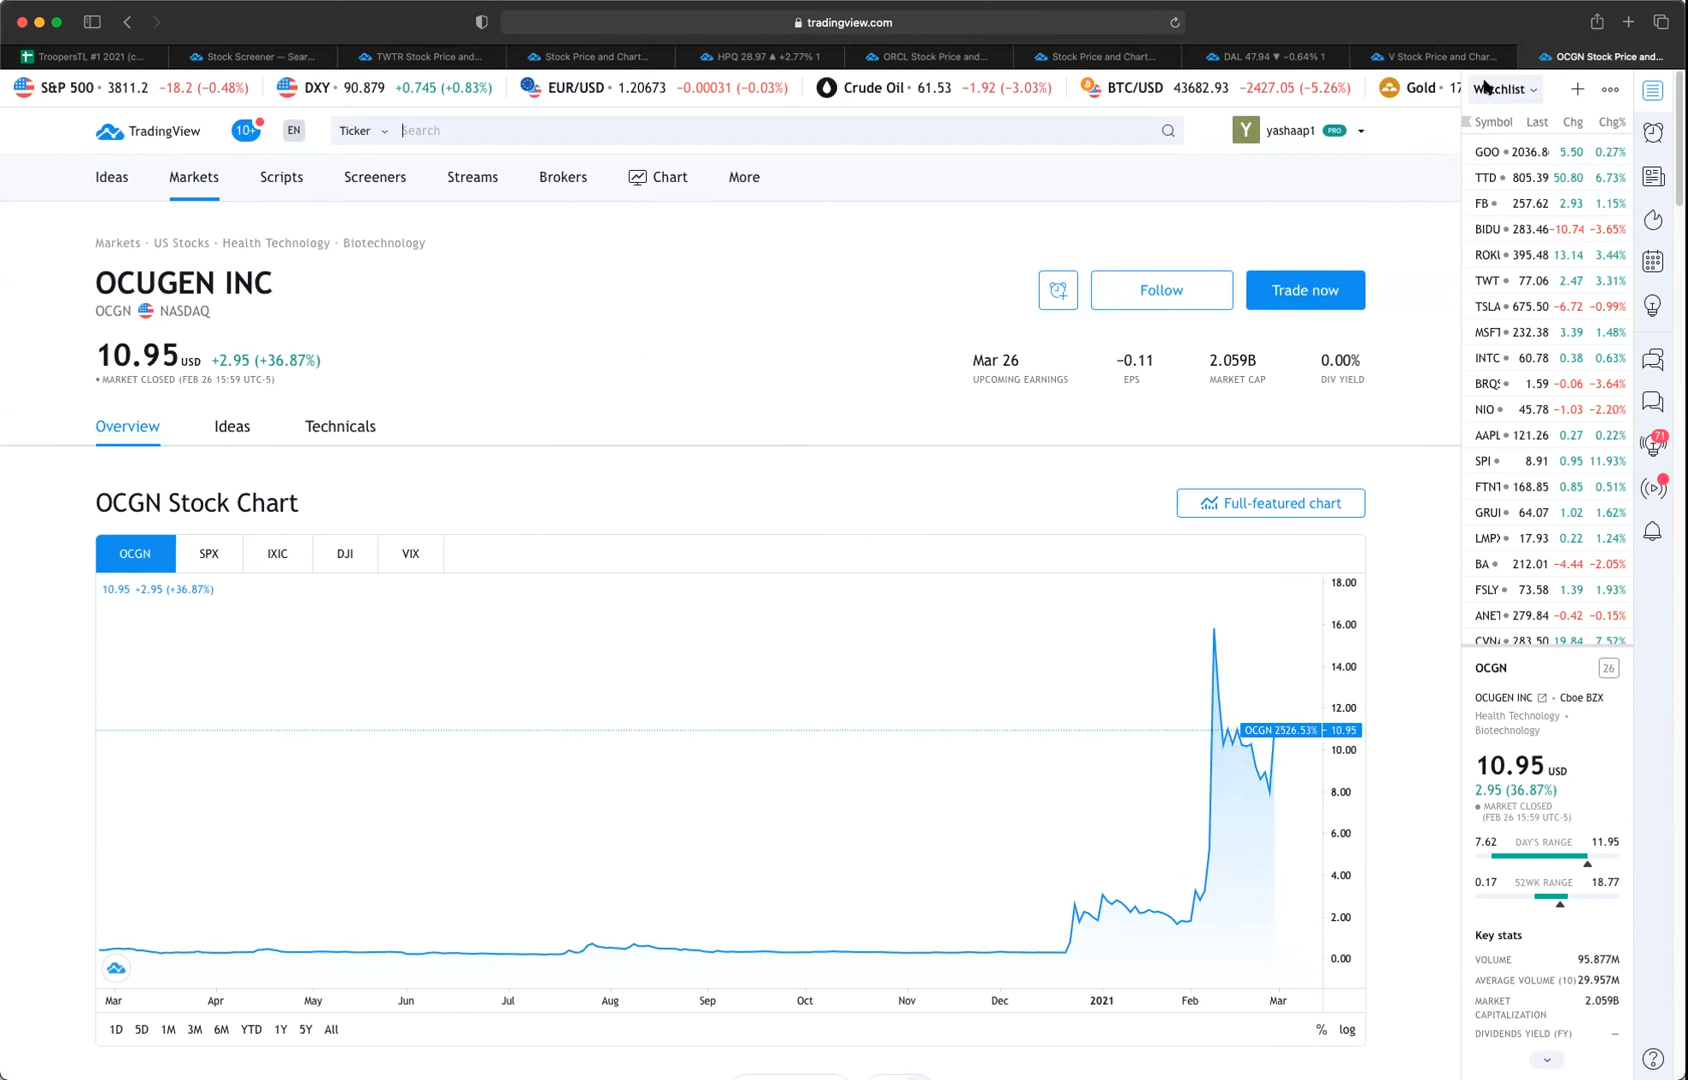 tradingview.com
TroopersTL #1 2021 (c...
Stock Screener — Sear...
TWTR Stock Price and...
Stock Price and Chart...
HPQ 28.97 ▲ +2.77% 1
ORCL Stock Price and...
Stock Price and Chart...
DAL 47.94 ▼ −0.64% 1
V Stock Price and Char...
OCGN Stock Price and...
S&P 500 3811.2 −18.2 (−0.48%)
DXY 90.879 +0.745 (+0.83%)
EUR/USD 1.20673 −0.00031 (−0.03%)
Crude Oil 61.53 −1.92 (−3.03%)
BTC/USD 43682.93 −2427.05 (−5.26%)
Gold 17
TradingView
10+
EN
Ticker
Search
Y
yashaap1 PRO
Ideas Markets Scripts Screeners Streams Brokers Chart More
Markets · US Stocks · Health Technology · Biotechnology
OCUGEN INC
OCGN NASDAQ
Follow
Trade now
10.95 USD +2.95 (+36.87%)
• MARKET CLOSED (FEB 26 15:59 UTC-5)
Mar 26 −0.11 2.059B 0.00%
UPCOMING EARNINGS EPS MARKET CAP DIV YIELD
Overview Ideas Technicals
OCGN Stock Chart
Full-featured chart
OCGN SPX IXIC DJI VIX
10.95 +2.95 (+36.87%)
18.00
16.00
14.00
12.00
OCGN 2526.53% 10.95
10.00
8.00
6.00
4.00
2.00
0.00
Mar Apr May Jun Jul Aug Sep Oct Nov Dec 2021 Feb Mar
1D 5D 1M 3M 6M YTD 1Y 5Y All
% log
Symbol Last Chg Chg%
GOO 2036.8 5.50 0.27%
TTD 805.39 50.80 6.73%
FB 257.62 2.93 1.15%
BIDU 283.46 −10.74 −3.65%
ROKU 395.48 13.14 3.44%
TWT 77.06 2.47 3.31%
TSLA 675.50 −6.72 −0.99%
MSFT 232.38 3.39 1.48%
INTC 60.78 0.38 0.63%
BRQS 1.59 −0.06 −3.64%
NIO 45.78 −1.03 −2.20%
AAPL 121.26 0.27 0.22%
SPI 8.91 0.95 11.93%
FTNT 168.85 0.85 0.51%
GRUB 64.07 1.02 1.62%
LMPX 17.93 0.22 1.24%
BA 212.01 −4.44 −2.05%
FSLY 73.58 1.39 1.93%
ANET 279.84 −0.42 −0.15%
CVNA 283.50 19.84 7.52%
71
OCGN
26
OCUGEN INC • Cboe BZX
Health Technology •
Biotechnology
10.95 USD
2.95 (36.87%)
MARKET CLOSED
(FEB 26 15:59 UTC-5)
7.62 DAY'S RANGE 11.95
0.17 52WK RANGE 18.77
Key stats
VOLUME 95.877M
AVERAGE VOLUME (10) 29.957M
MARKET 2.059B
CAPITALIZATION
DIVIDENDS YIELD (FY) —